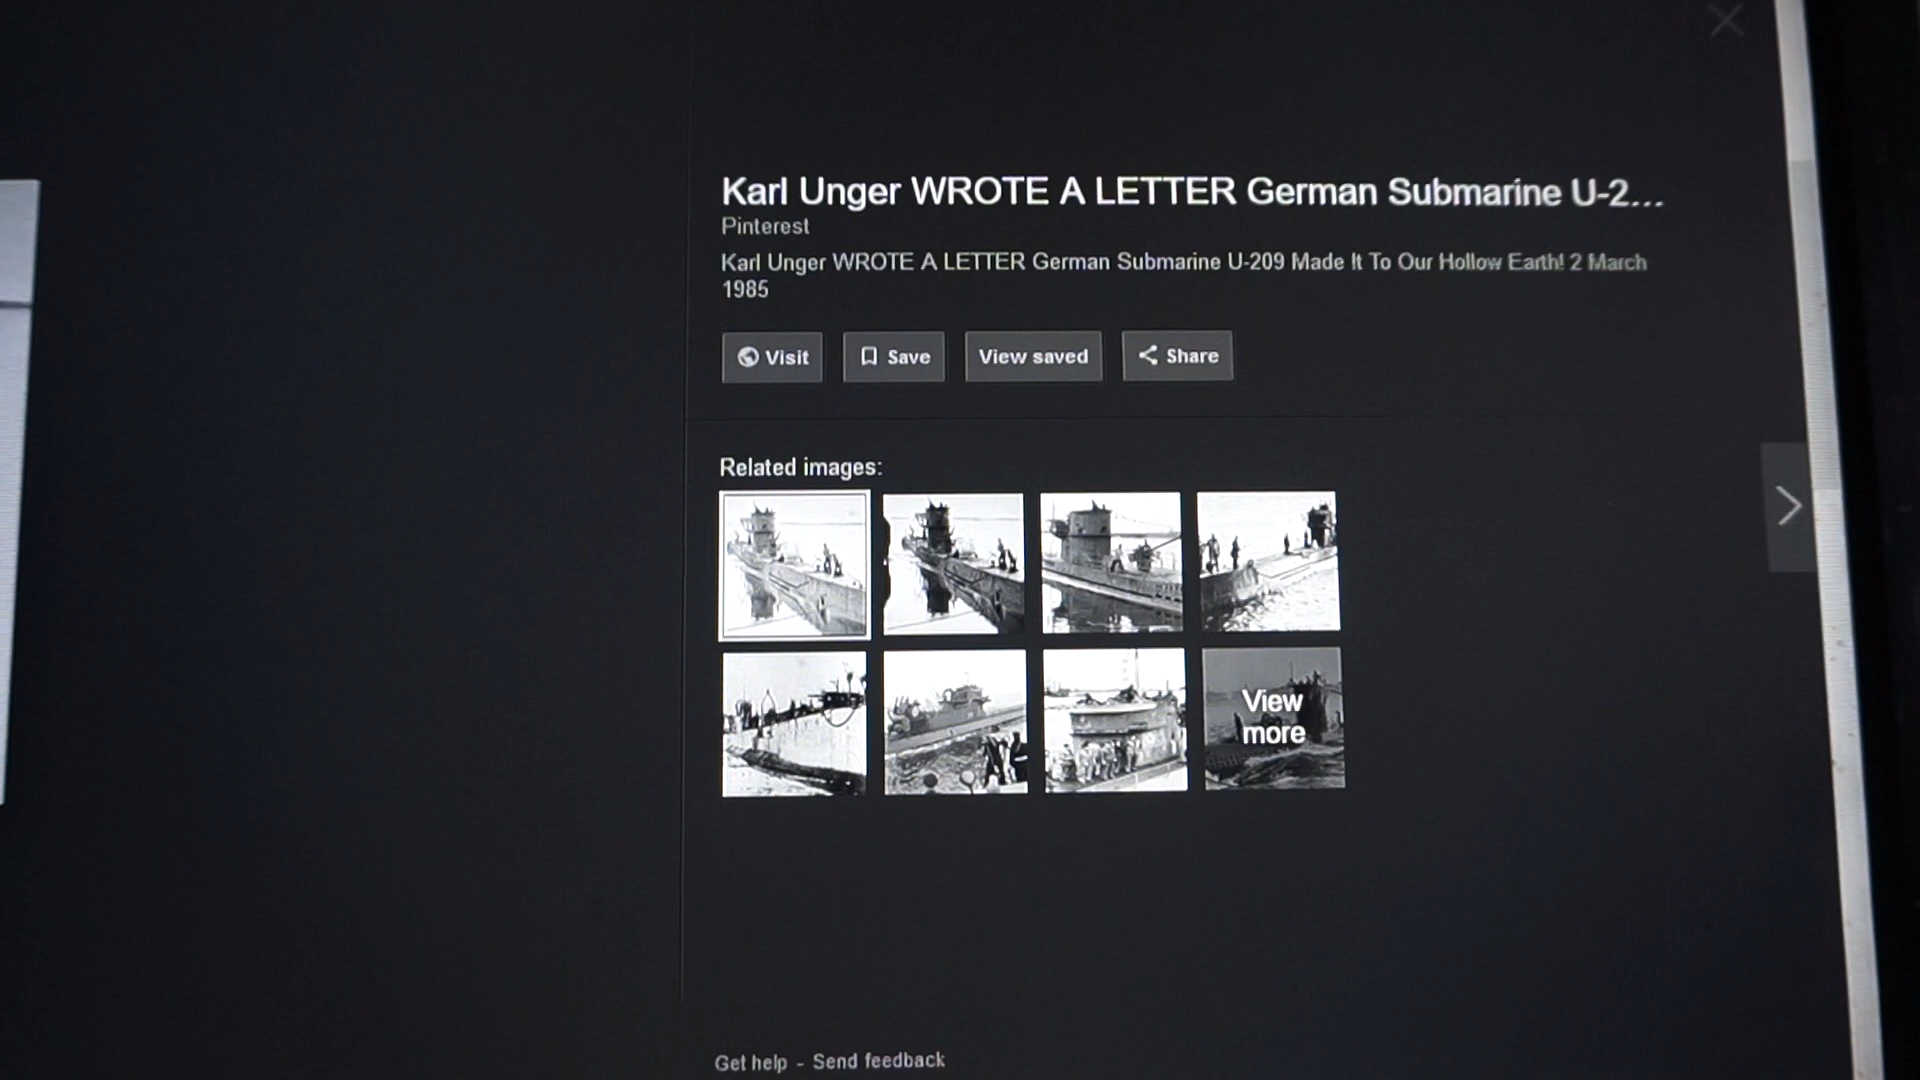 Karl Unger WROTE A LETTER German Submarine U-2...
Pinterest
Karl Unger WROTE A LETTER German Submarine U-209 Made It To Our Hollow Earth! 2 March
1985
Visit
Save
View saved
Share
Related images:
View
more
Get help - Send feedback